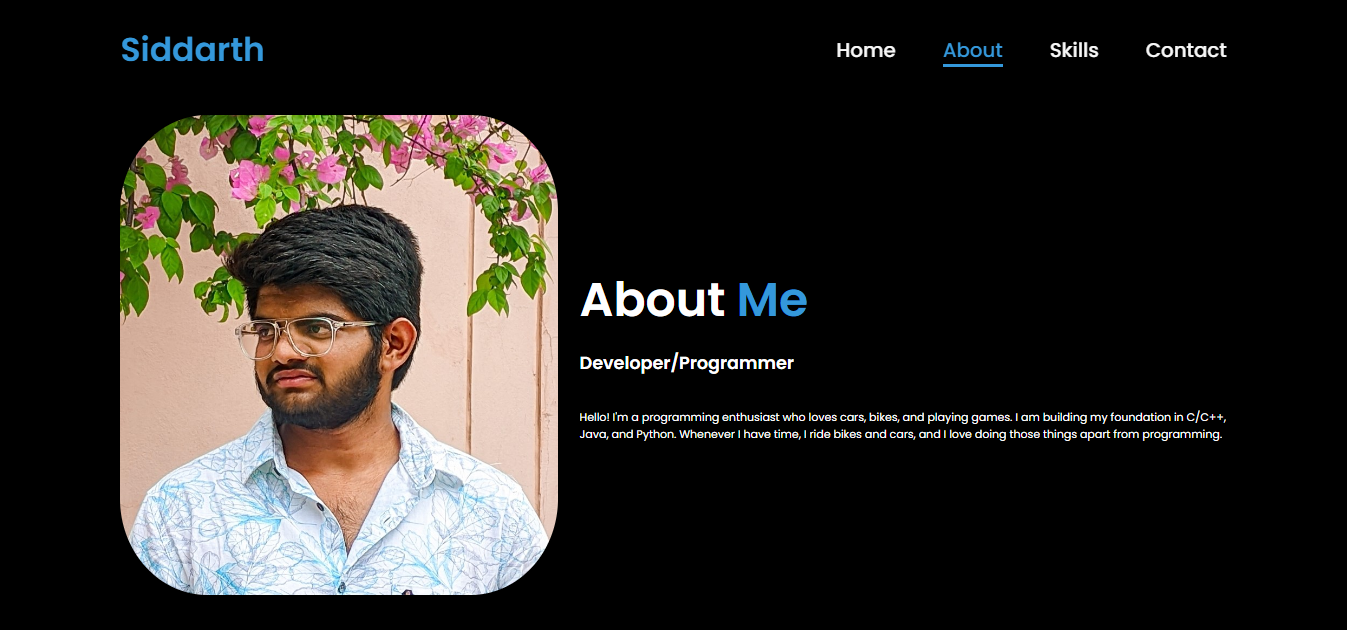 Siddarth
Home About Skills Contact
About Me
Developer/Programmer
Hello! I'm a programming enthusiast who loves cars, bikes, and playing games. I am building my foundation in C/C++,
Java, and Python. Whenever I have time, I ride bikes and cars, and I love doing those things apart from programming.